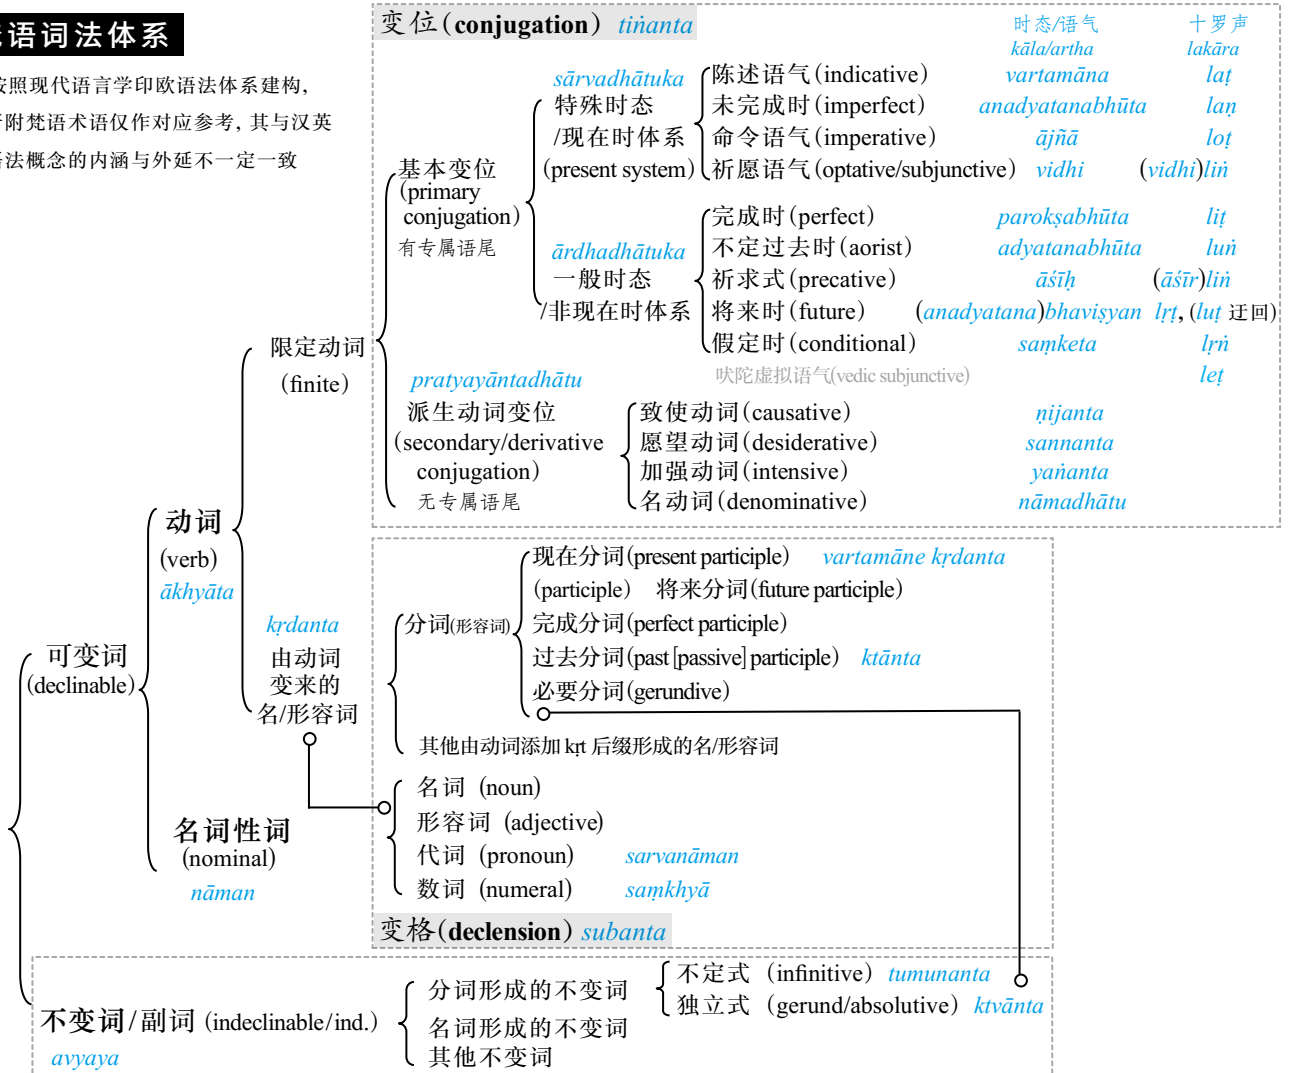 语词法体系
按照现代语言学印欧语法体系建构,
附梵语术语仅作对应参考, 其与汉英
语法概念的内涵与外延不一定一致
变位(conjugation) tiṅanta
时态/语气 十罗声
kāla/artha lakāra
sārvadhātuka
特殊时态
/现在时体系
(present system)
陈述语气(indicative) vartamāna laṭ
未完成时(imperfect) anadyatanabhūta laṇ
命令语气(imperative) ājñā loṭ
祈愿语气(optative/subjunctive) vidhi (vidhi)liṅ
基本变位
(primary
conjugation)
有专属语尾
ārdhadhātuka
一般时态
/非现在时体系
完成时(perfect) parokṣabhūta liṭ
不定过去时(aorist) adyatanabhūta luṅ
祈求式(precative) āśīḥ (āśīr)liṅ
将来时(future) (anadyatana)bhaviṣyan lṛṭ, (luṭ 迂回)
假定时(conditional) saṃketa lṛṅ
吠陀虚拟语气(vedic subjunctive) leṭ
限定动词
(finite)
pratyayāntadhātu
派生动词变位
(secondary/derivative
conjugation)
无专属语尾
致使动词(causative) ṇijanta
愿望动词(desiderative) sannanta
加强动词(intensive) yaṅanta
名动词(denominative) nāmadhātu
动词
(verb)
ākhyāta
kṛdanta
由动词
变来的
名/形容词
分词(形容词)
现在分词(present participle) vartamāne kṛdanta
(participle) 将来分词(future participle)
完成分词(perfect participle)
过去分词(past [passive] participle) ktānta
必要分词(gerundive)
其他由动词添加 kṛt 后缀形成的名/形容词
可变词
(declinable)
名词性词
(nominal)
nāman
名词 (noun)
形容词 (adjective)
代词 (pronoun) sarvanāman
数词 (numeral) saṃkhyā
变格(declension) subanta
不变词/副词 (indeclinable/ind.)
avyaya
分词形成的不变词
不定式 (infinitive) tumunanta
独立式 (gerund/absolutive) ktvānta
名词形成的不变词
其他不变词